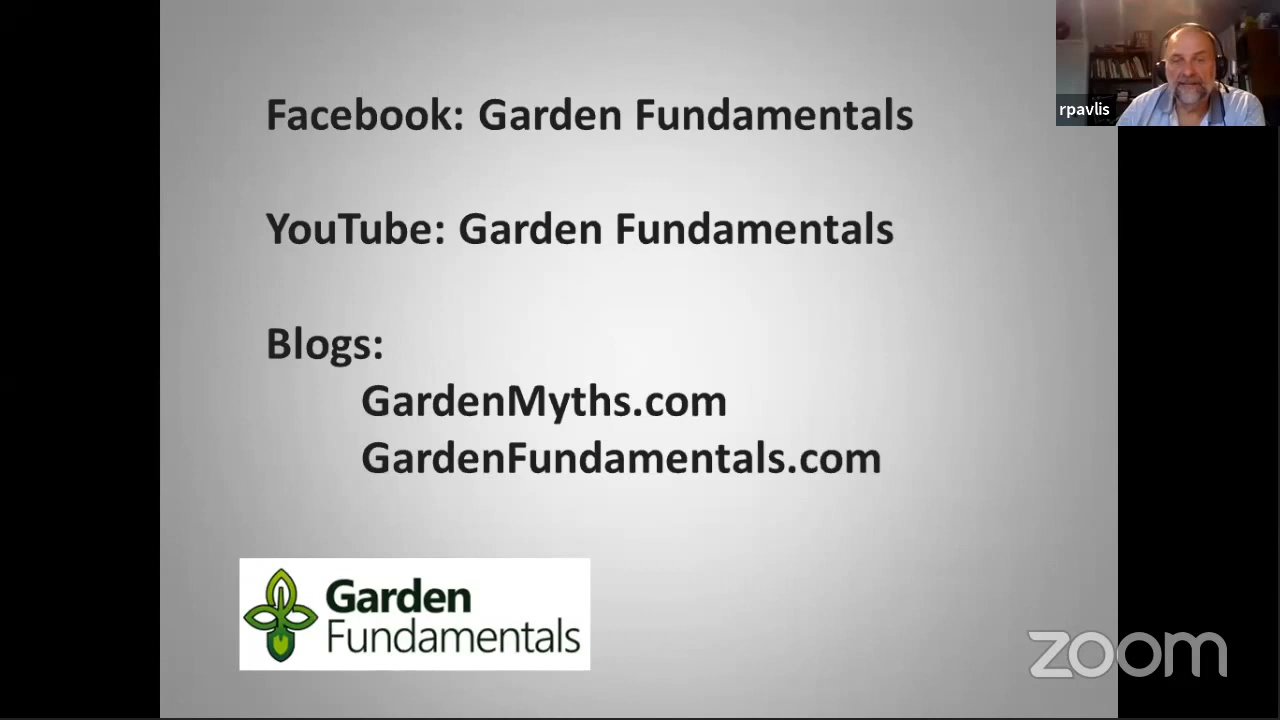 Facebook: Garden Fundamentals
rpavlis
YouTube: Garden Fundamentals
Blogs:
GardenMyths.com
GardenFundamentals.com
Garden
Fundamentals
zoom